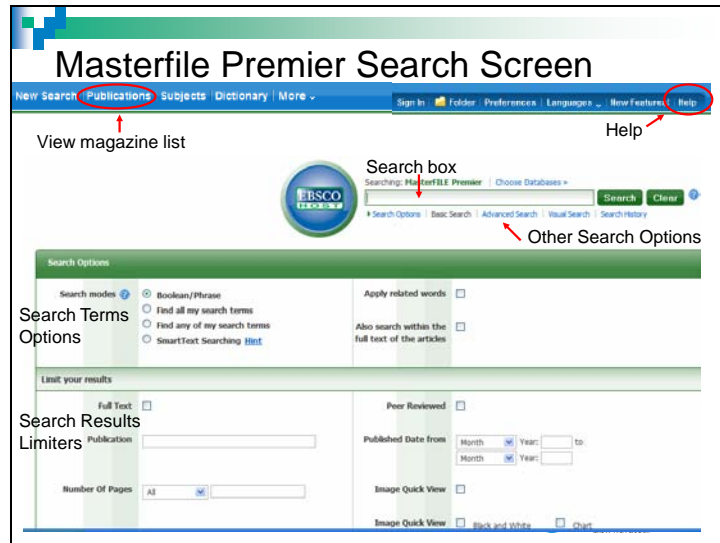 Masterfile Premier Search Screen
New Search Publications Subjects Dictionary More
Sign In Folder Preferences Languages New Features! Help
View magazine list
Help
Search box
Searching: MasterFILE Premier Choose Databases »
EBSCO
HOST
Search Clear
Search Options Basic Search Advanced Search Visual Search Search History
Other Search Options
Search Options
Search modes
Boolean/Phrase
Find all my search terms
Find any of my search terms
SmartText Searching Hint
Apply related words
Also search within the
full text of the articles
Search Terms
Options
Limit your results
Full Text
Peer Reviewed
Search Results
Limiters
Publication
Published Date from Month Year: to
Month Year:
Number Of Pages All
Image Quick View
Image Quick View Black and White Chart